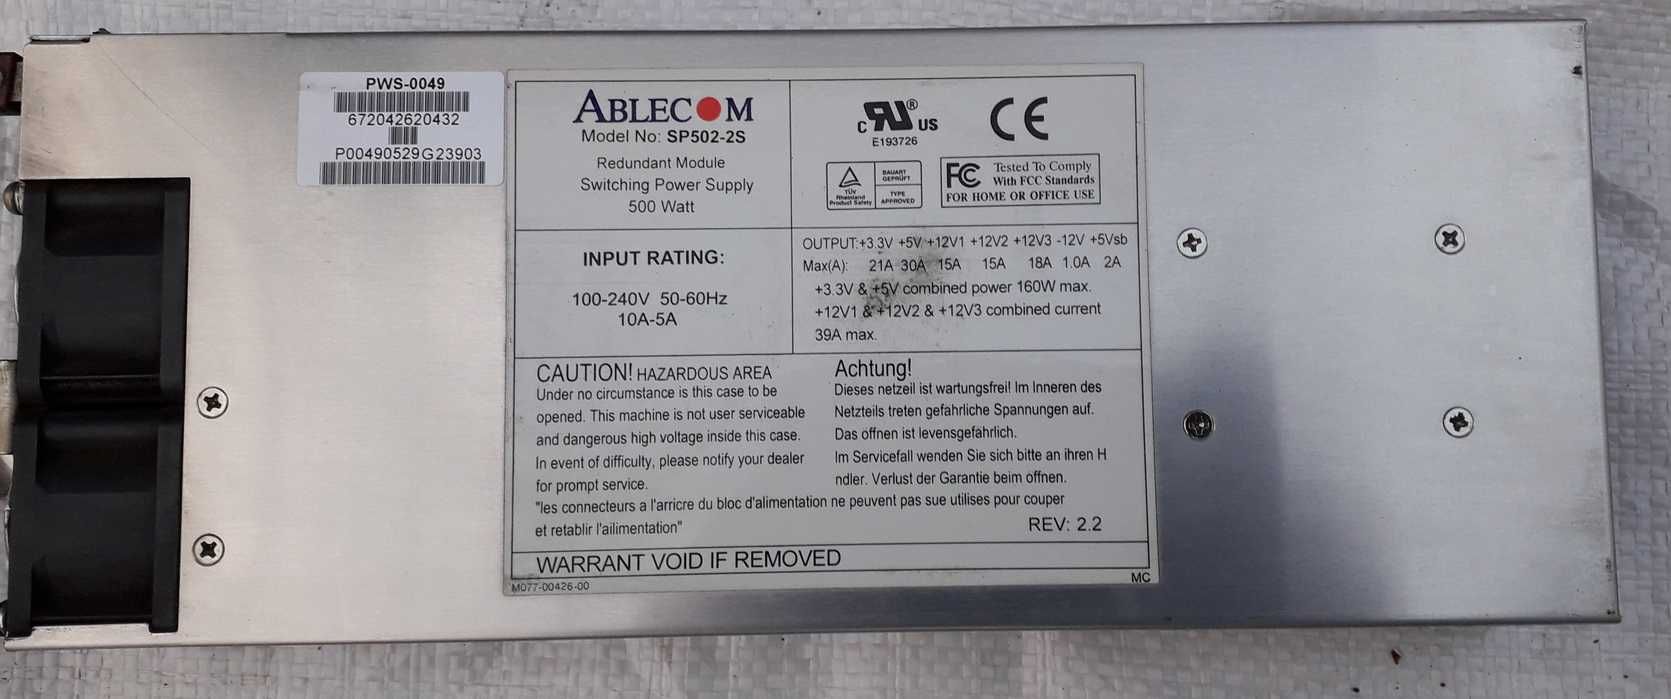 PWS-0049
672042620432
P00490529G23903
ABLECOM
Model No: SP502-2S
Redundant Module
Switching Power Supply
500 Watt
C RU ® US
E193726
CE
TÜV
Rheinland
Product Safety
BAUART
GEPRÜFT
TYPE
APPROVED
FC Tested To Comply
With FCC Standards
FOR HOME OR OFFICE USE
INPUT RATING:
100-240V 50-60Hz
10A-5A
OUTPUT:+3.3V +5V +12V1 +12V2 +12V3 -12V +5Vsb
Max(A): 21A 30A 15A 15A 18A 1.0A 2A
+3.3V & +5V combined power 160W max.
+12V1 & +12V2 & +12V3 combined current
39A max.
CAUTION! HAZARDOUS AREA
Under no circumstance is this case to be
opened. This machine is not user serviceable
and dangerous high voltage inside this case.
In event of difficulty, please notify your dealer
for prompt service.
Achtung!
Dieses netzeil ist wartungsfrei! Im Inneren des
Netzteils treten gefährliche Spannungen auf.
Das öffnen ist levensgefährlich.
Im Servicefall wenden Sie sich bitte an ihren H
ndler. Verlust der Garantie beim öffnen.
"les connecteurs a l'arricre du bloc d'alimentation ne peuvent pas sue utilises pour couper
et retablir l'ailimentation"
REV: 2.2
WARRANT VOID IF REMOVED
M077-00426-00
MC